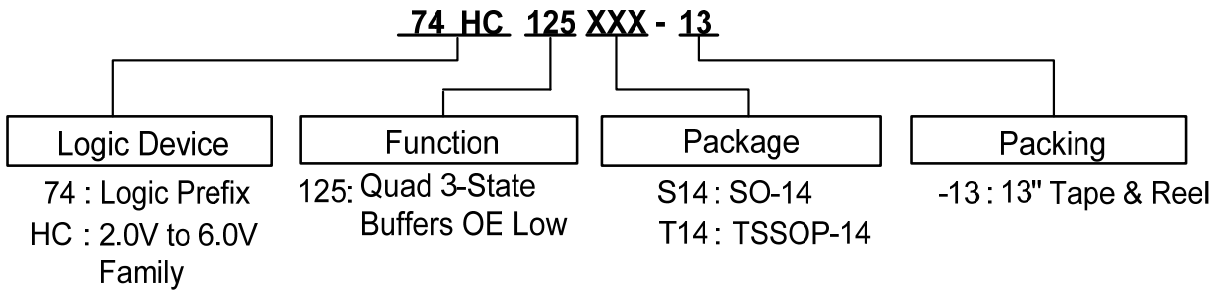 74 HC 125 XXX - 13
Logic Device
74 : Logic Prefix
HC : 2.0V to 6.0V
Family
Function
125: Quad 3-State
Buffers OE Low
Package
S14 : SO-14
T14 : TSSOP-14
Packing
-13 : 13" Tape & Reel